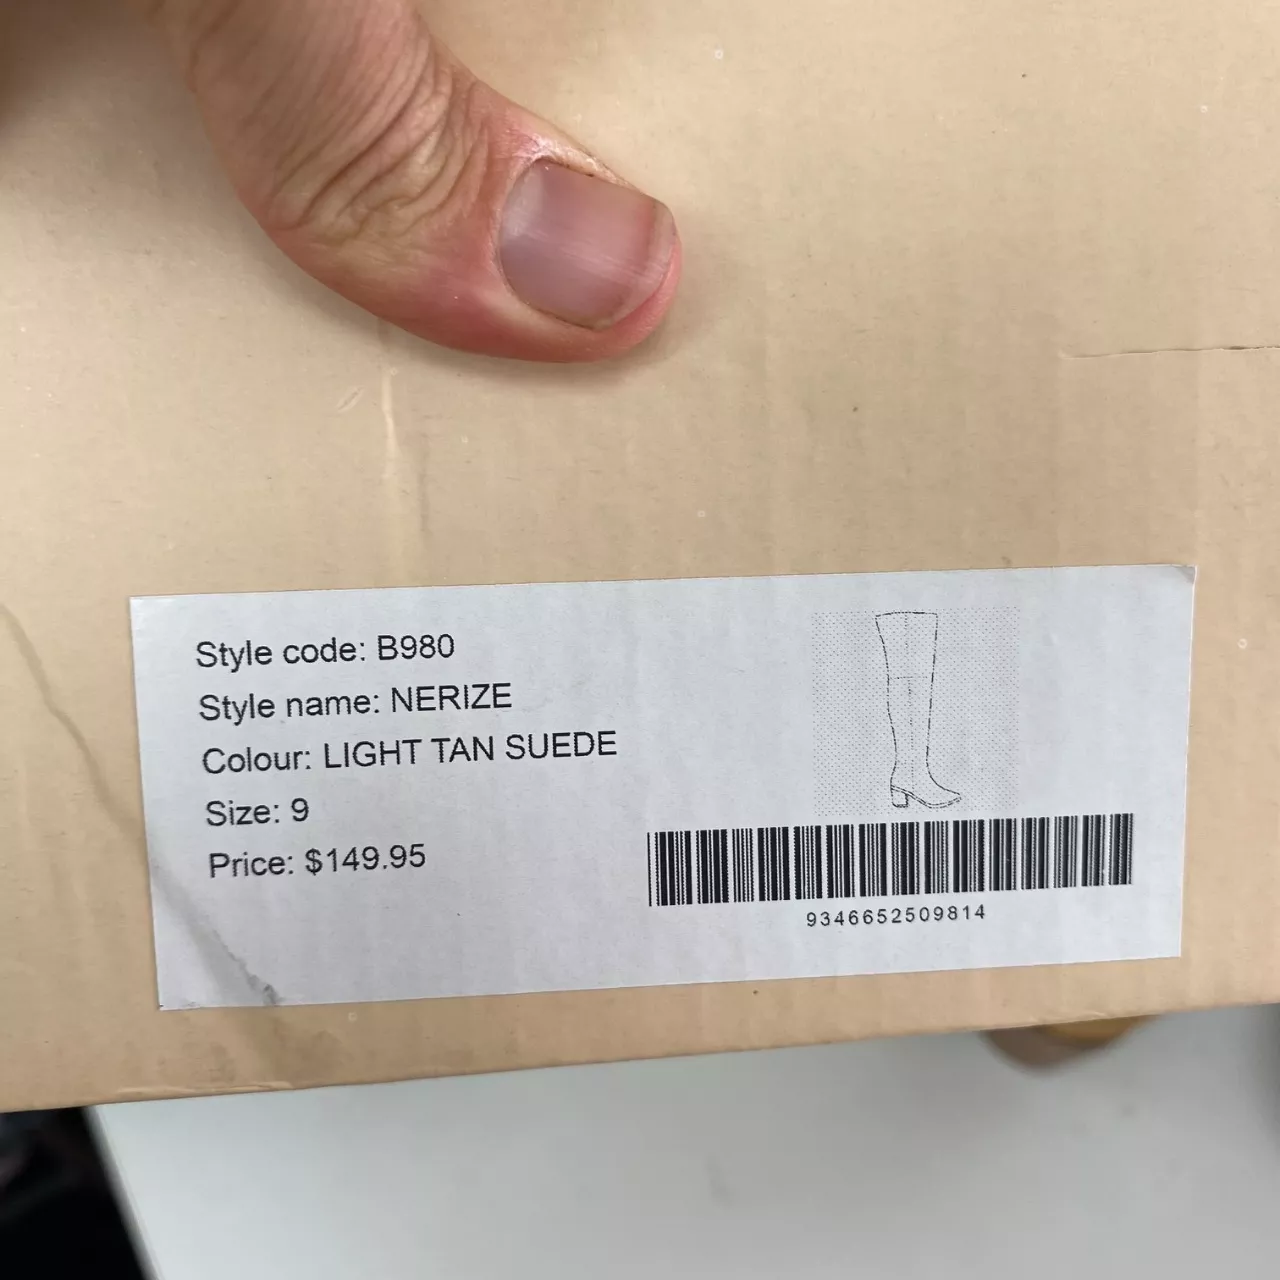 Style code: B980
Style name: NERIZE
Colour: LIGHT TAN SUEDE
Size: 9
Price: $149.95
9346652509814